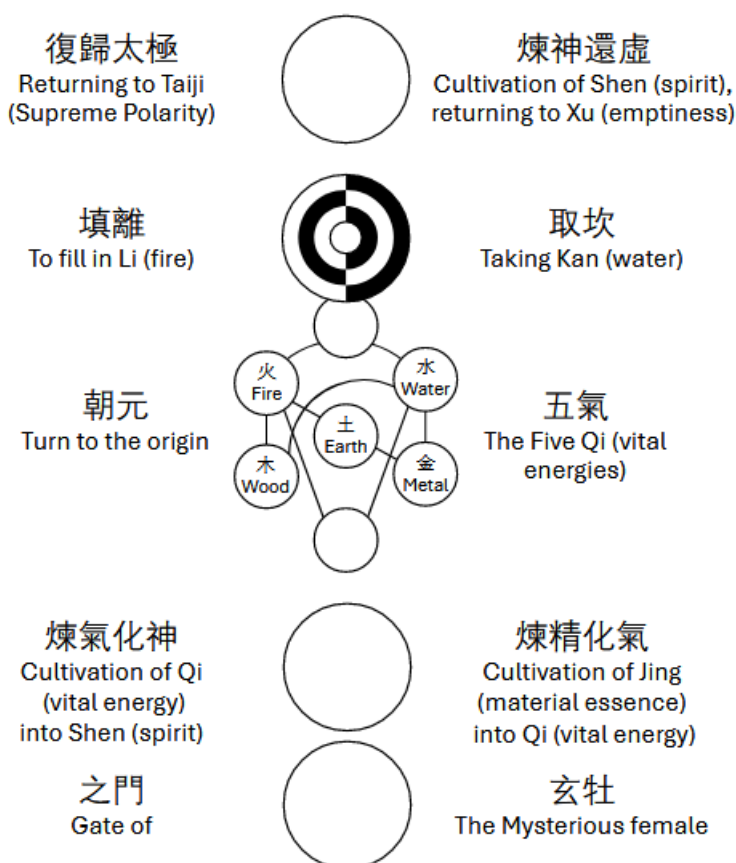 復歸太極
Returning to Taiji
(Supreme Polarity)
煉神還虛
Cultivation of Shen (spirit),
returning to Xu (emptiness)
填離
To fill in Li (fire)
取坎
Taking Kan (water)
朝元
Turn to the origin
火
Fire
水
Water
土
Earth
木
Wood
金
Metal
五氣
The Five Qi (vital
energies)
煉氣化神
Cultivation of Qi
(vital energy)
into Shen (spirit)
煉精化氣
Cultivation of Jing
(material essence)
into Qi (vital energy)
之門
Gate of
玄牡
The Mysterious female